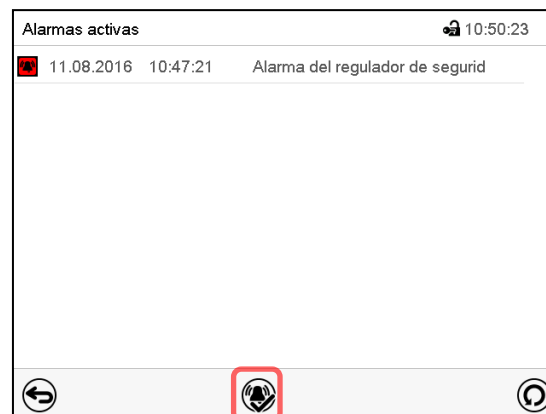 Alarmas activas 10:50:23
11.08.2016 10:47:21 Alarma del regulador de segurid